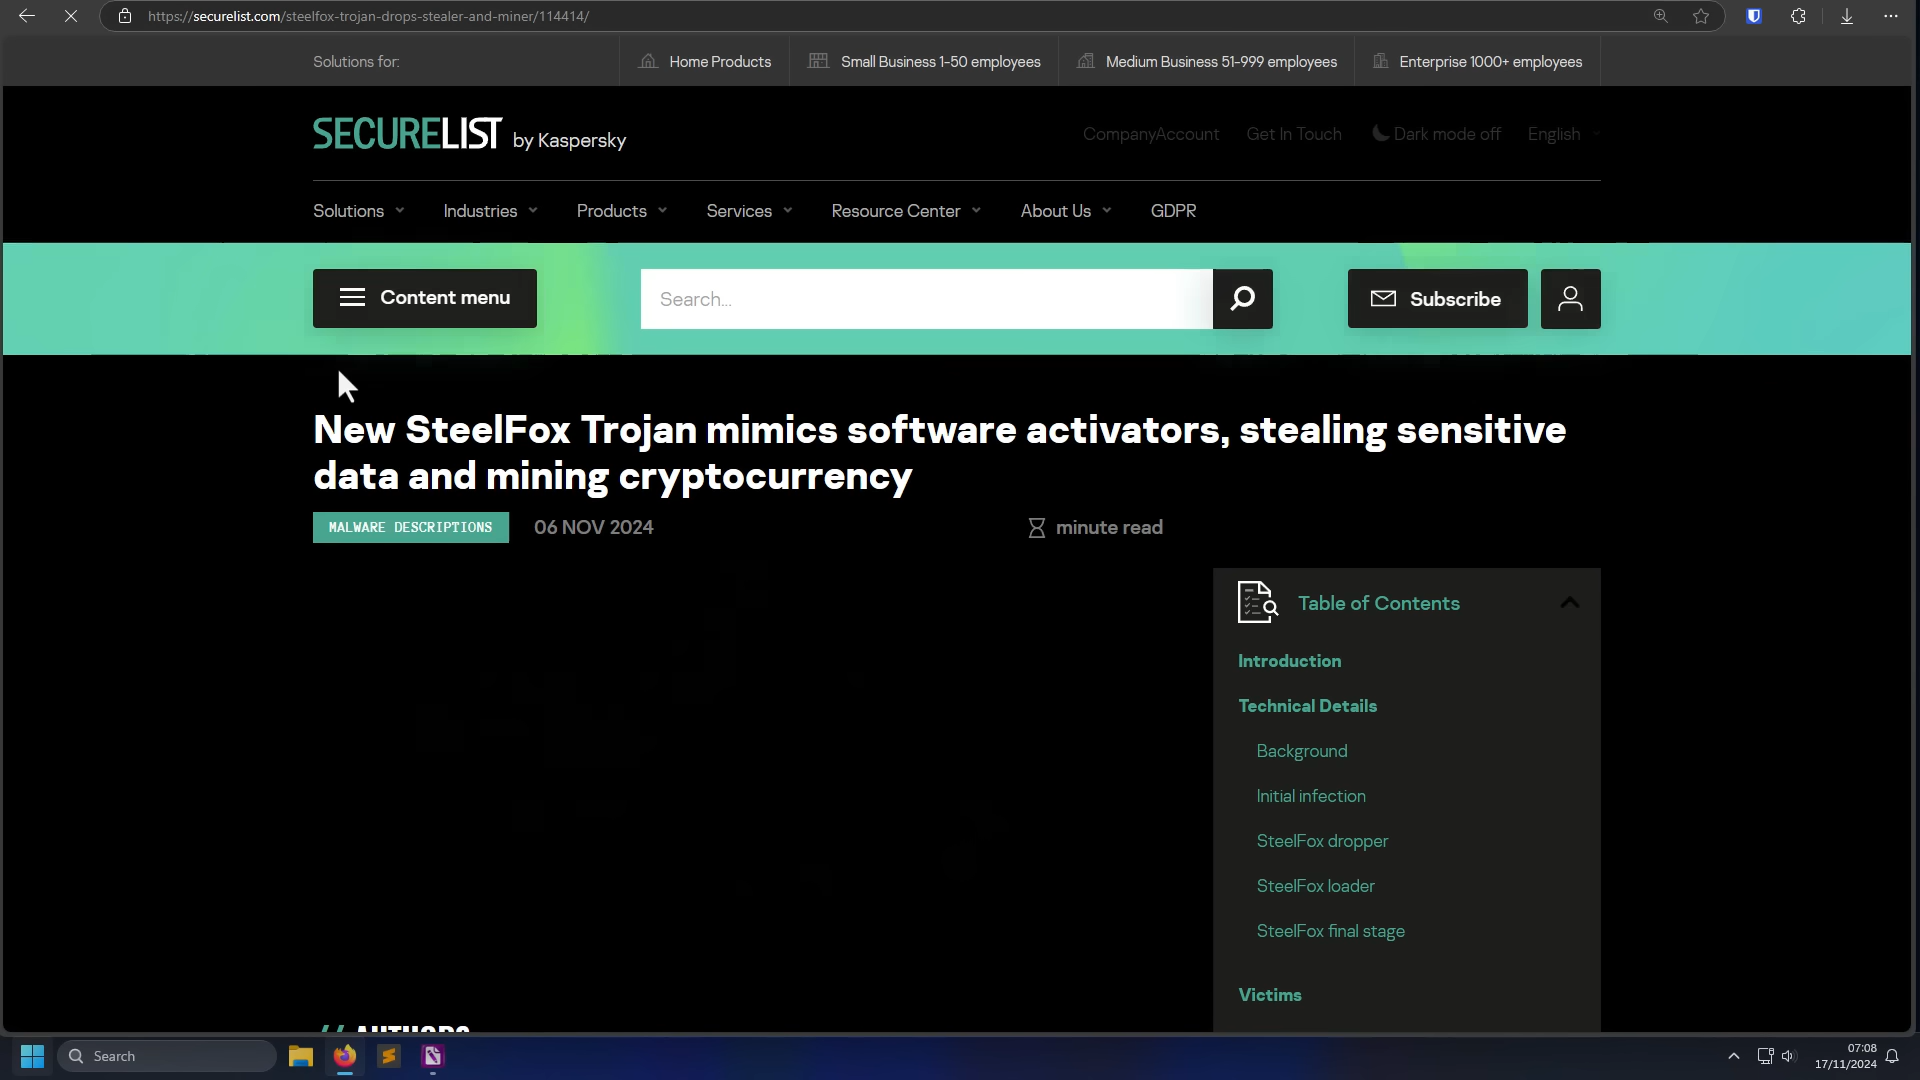 https://securelist.com/steelfox-trojan-drops-stealer-and-miner/114414/
Solutions for:
Home Products
Small Business 1-50 employees
Medium Business 51-999 employees
Enterprise 1000+ employees
SECURELIST by Kaspersky
CompanyAccount
Get In Touch
Dark mode off
English
Solutions
Industries
Products
Services
Resource Center
About Us
GDPR
Content menu
Search...
Subscribe
New SteelFox Trojan mimics software activators, stealing sensitive
data and mining cryptocurrency
MALWARE DESCRIPTIONS
06 NOV 2024
minute read
Table of Contents
Introduction
Technical Details
Background
Initial infection
SteelFox dropper
SteelFox loader
SteelFox final stage
Victims
// AUTHORS
Search
07:08
17/11/2024